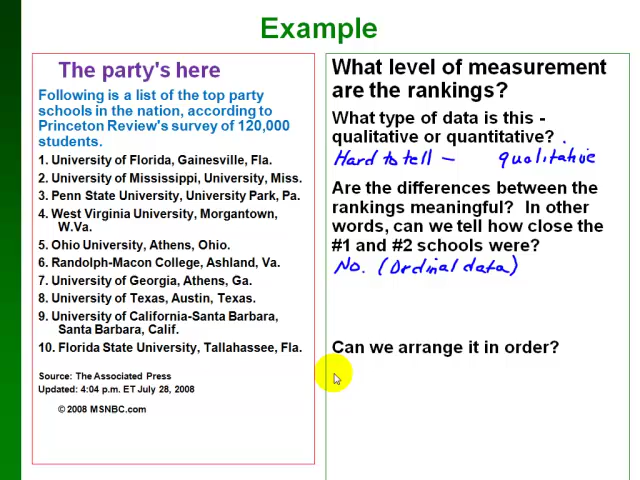 Example
The party's here
Following is a list of the top party
schools in the nation, according to
Princeton Review's survey of 120,000
students.
1. University of Florida, Gainesville, Fla.
2. University of Mississippi, University, Miss.
3. Penn State University, University Park, Pa.
4. West Virginia University, Morgantown,
W.Va.
5. Ohio University, Athens, Ohio.
6. Randolph-Macon College, Ashland, Va.
7. University of Georgia, Athens, Ga.
8. University of Texas, Austin, Texas.
9. University of California-Santa Barbara,
Santa Barbara, Calif.
10. Florida State University, Tallahassee, Fla.
Source: The Associated Press
Updated: 4:04 p.m. ET July 28, 2008
© 2008 MSNBC.com
What level of measurement
are the rankings?
What type of data is this -
qualitative or quantitative?
Hard to tell – qualitative
Are the differences between the
rankings meaningful? In other
words, can we tell how close the
#1 and #2 schools were?
No. (Ordinal data)
Can we arrange it in order?